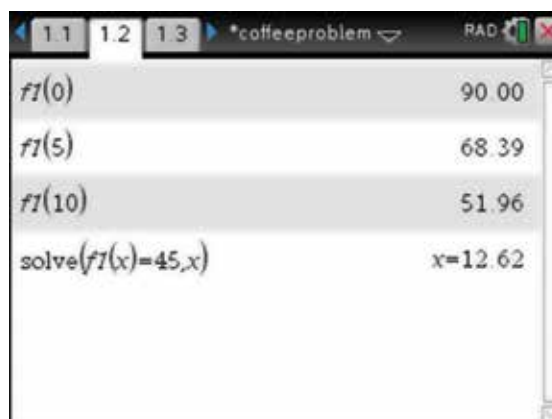 1.1 1.2 1.3 *coffeeproblem RAD
f1(0) 90.00
f1(5) 68.39
f1(10) 51.96
solve(f1(x)=45,x) x=12.62